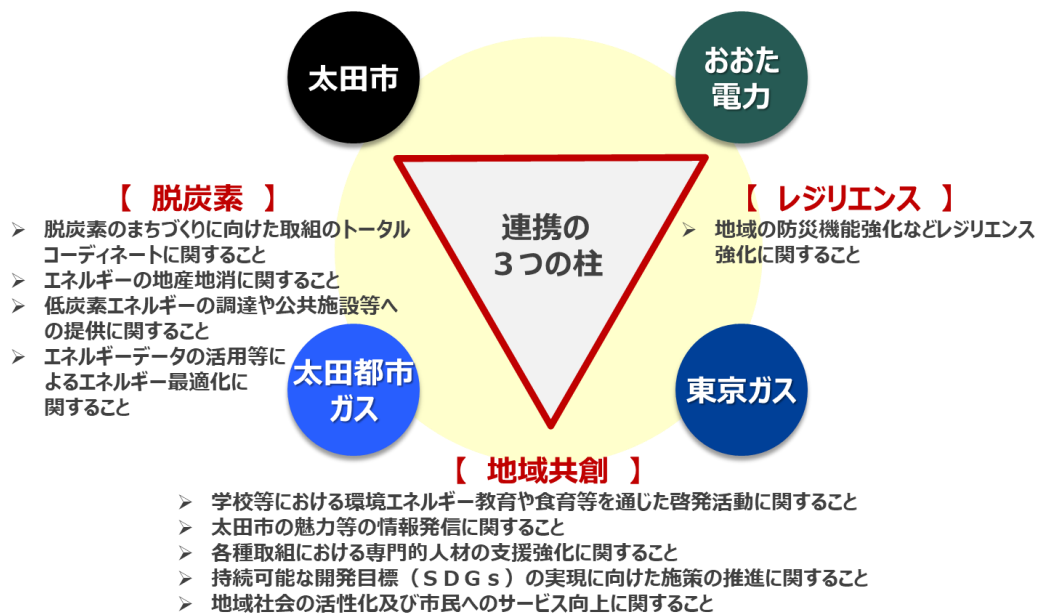 太田市
おおた
電力
【 脱炭素 】
➢ 脱炭素のまちづくりに向けた取組のトータル
コーディネートに関すること
➢ エネルギーの地産地消に関すること
➢ 低炭素エネルギーの調達や公共施設等へ
の提供に関すること
➢ エネルギーデータの活用等に
よるエネルギー最適化に
関すること
連携の
３つの柱
【 レジリエンス 】
➢ 地域の防災機能強化などレジリエンス
強化に関すること
太田都市
ガス
東京ガス
【 地域共創 】
➢ 学校等における環境エネルギー教育や食育等を通じた啓発活動に関すること
➢ 太田市の魅力等の情報発信に関すること
➢ 各種取組における専門的人材の支援強化に関すること
➢ 持続可能な開発目標（ＳＤＧｓ）の実現に向けた施策の推進に関すること
➢ 地域社会の活性化及び市民へのサービス向上に関すること